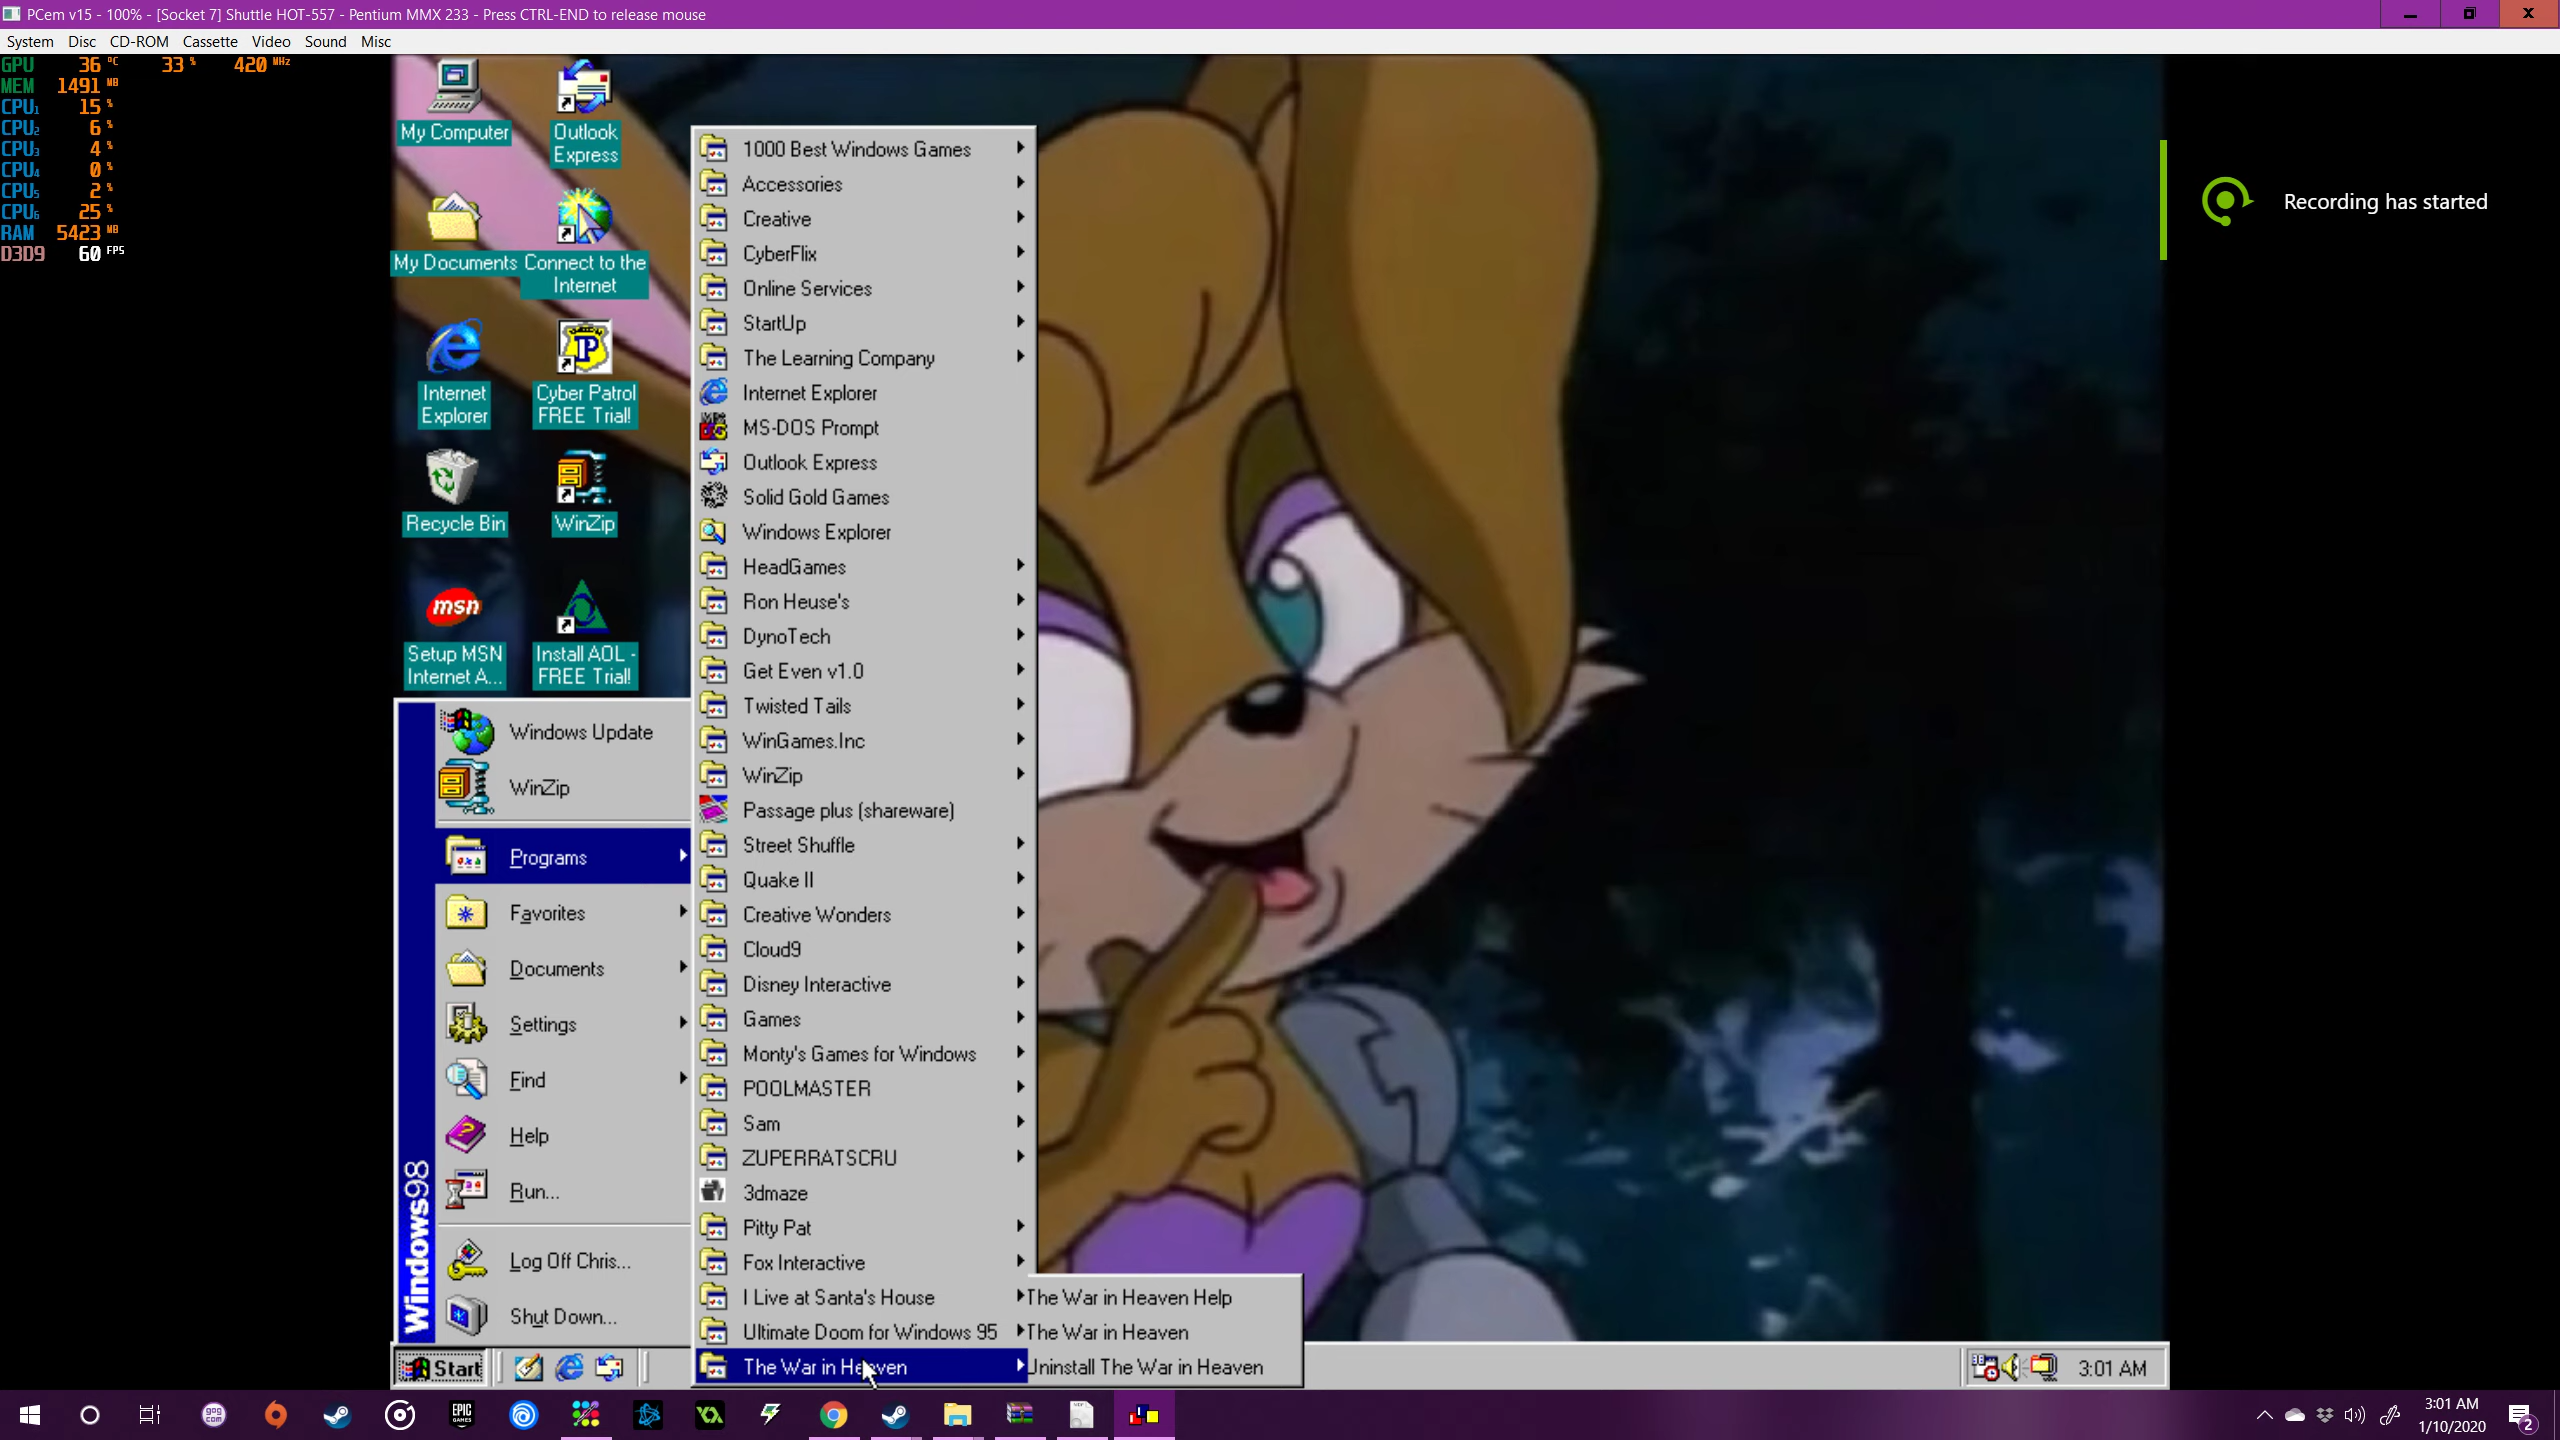 PCem v15 - 100% - [Socket 7] Shuttle HOT-557 - Pentium MMX 233 - Press CTRL-END to release mouse
System Disc CD-ROM Cassette Video Sound Misc
GPU 36 °C 33 % 420 MHz
MEM 1491 MB
CPU1 15 %
CPU2 6 %
CPU3 4 %
CPU4 0 %
CPU5 2 %
CPU6 25 %
RAM 5423 MB
D3D9 60 FPS
My Computer
Outlook
Express
My Documents
Connect to the
Internet
Internet
Explorer
Cyber Patrol
FREE Trial!
Recycle Bin
WinZip
msn
Setup MSN
Internet A...
Install AOL -
FREE Trial!
Recording has started
Windows Update
WinZip
Programs
Favorites
Documents
Settings
Find
Help
Run...
Log Off Chris...
Shut Down...
Windows98
1000 Best Windows Games
Accessories
Creative
CyberFlix
Online Services
StartUp
The Learning Company
Internet Explorer
MS-DOS Prompt
Outlook Express
Solid Gold Games
Windows Explorer
HeadGames
Ron Heuse's
DynoTech
Get Even v1.0
Twisted Tails
WinGames.Inc
WinZip
Passage plus (shareware)
Street Shuffle
Quake II
Creative Wonders
Cloud9
Disney Interactive
Games
Monty's Games for Windows
POOLMASTER
Sam
ZUPERRATSCRU
3dmaze
Pitty Pat
Fox Interactive
I Live at Santa's House
Ultimate Doom for Windows 95
The War in Heaven
The War in Heaven Help
The War in Heaven
Uninstall The War in Heaven
Start
3:01 AM
gog
com
EPIC
GAMES
3:01 AM
1/10/2020
2